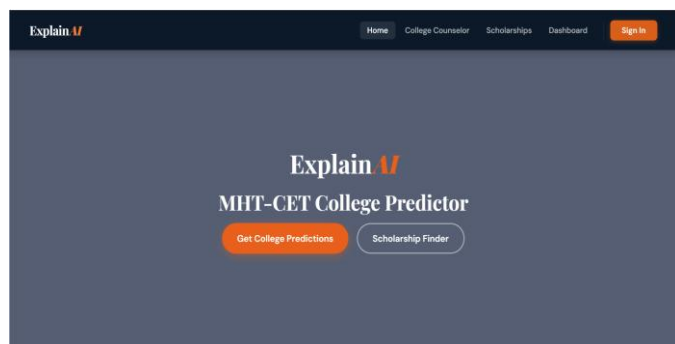 ExplainAI
Home
College Counselor
Scholarships
Dashboard
Sign In
ExplainAI
MHT-CET College Predictor
Get College Predictions
Scholarship Finder